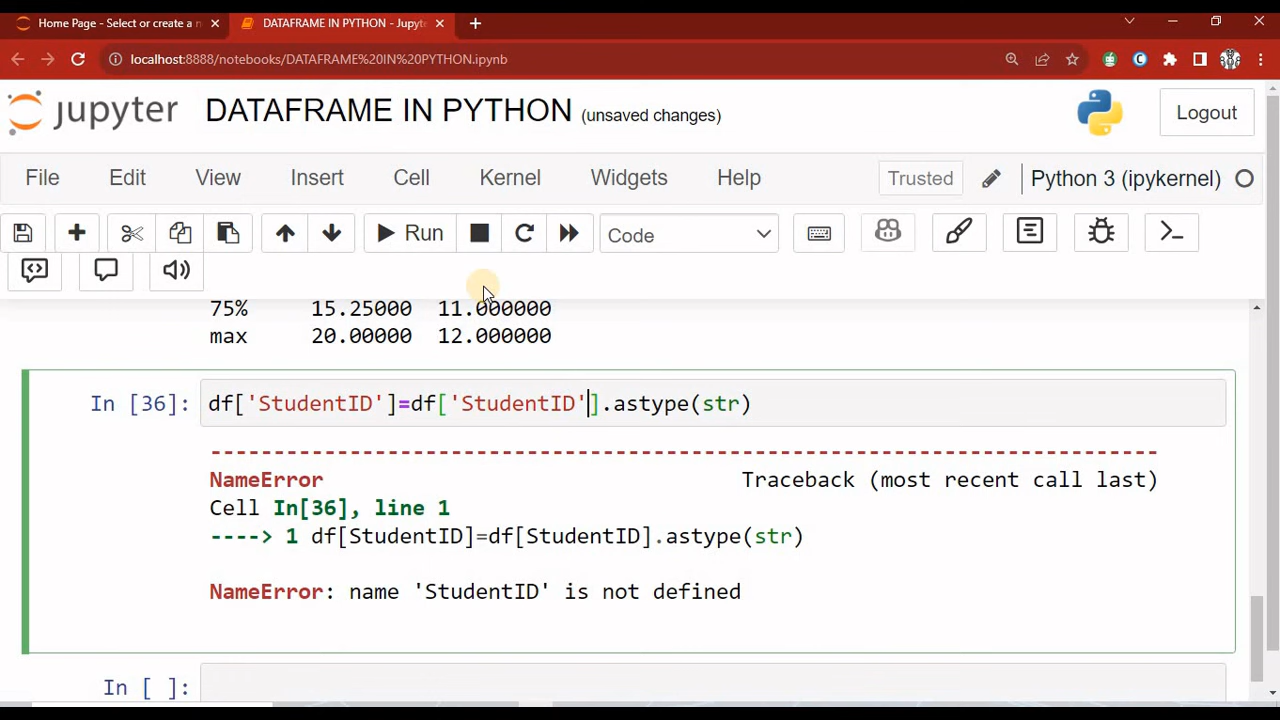 Home Page - Select or create a n
DATAFRAME IN PYTHON - Jupyte
localhost:8888/notebooks/DATAFRAME%20IN%20PYTHON.ipynb
jupyter DATAFRAME IN PYTHON (unsaved changes) Logout
File Edit View Insert Cell Kernel Widgets Help Trusted Python 3 (ipykernel)
Run Code
75% 15.25000 11.000000
max 20.00000 12.000000
In [36]: df['StudentID']=df['StudentID'].astype(str)
---------------------------------------------------------------------------
NameError Traceback (most recent call last)
Cell In[36], line 1
----> 1 df[StudentID]=df[StudentID].astype(str)
NameError: name 'StudentID' is not defined
In [ ]: